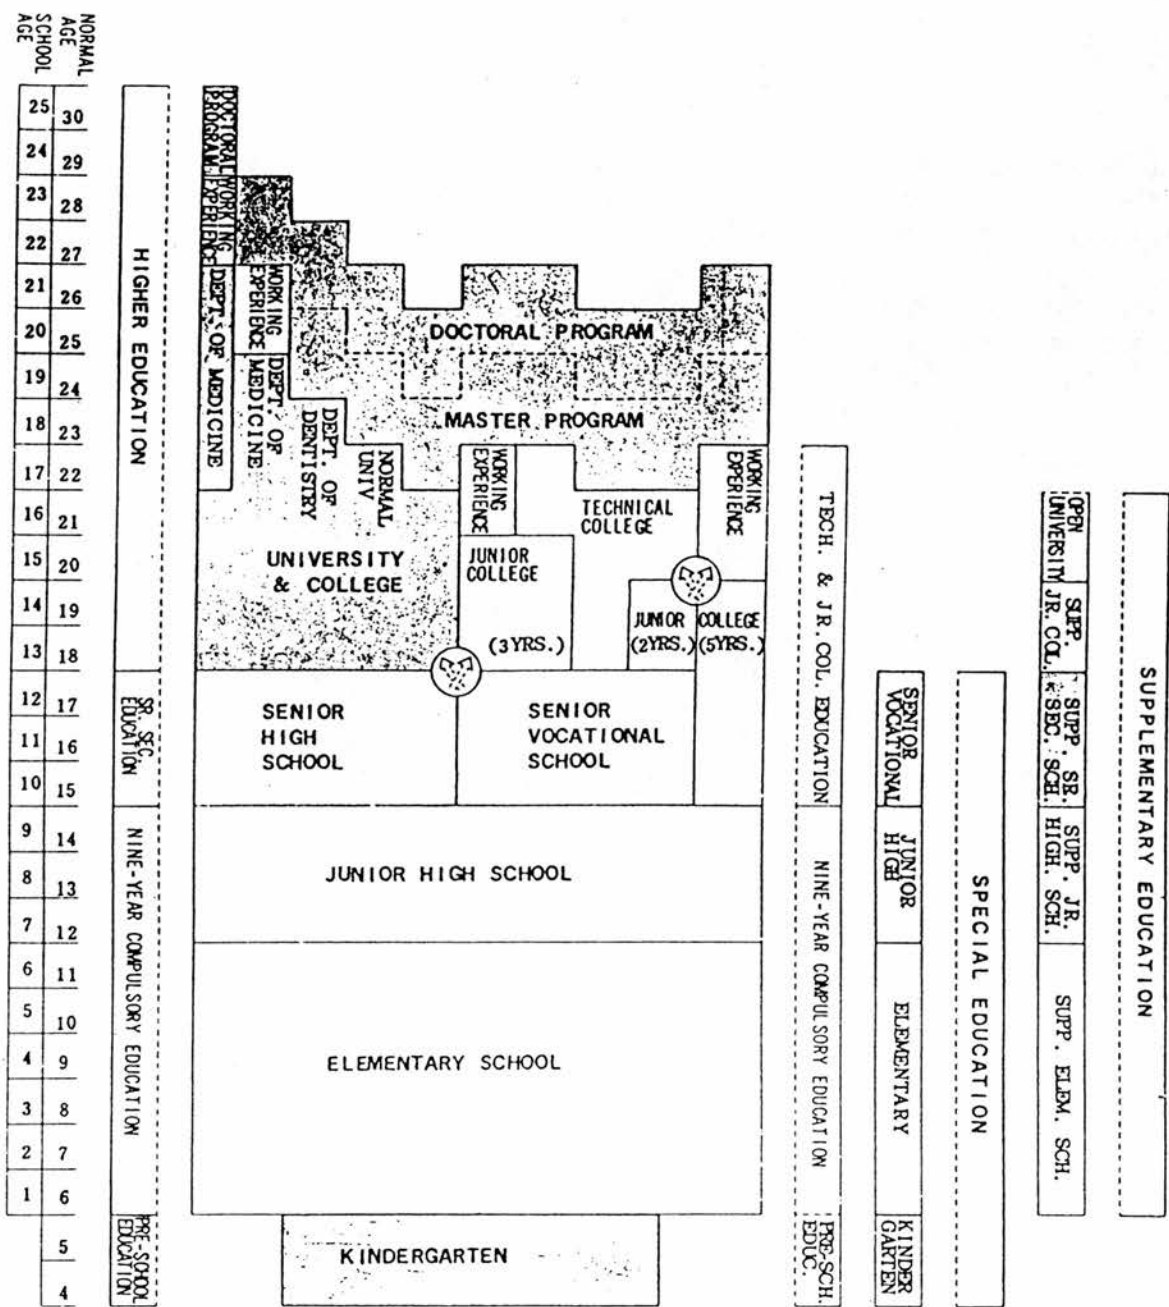 NORMAL
AGE
SCHOOL
AGE
25 30
24 29
23 28
22 27
21 26
20 25
19 24
18 23
17 22
16 21
15 20
14 19
13 18
12 17
11 16
10 15
9 14
8 13
7 12
6 11
5 10
4 9
3 8
2 7
1 6
5
4
HIGHER EDUCATION
SR. SEC.
EDUCATION
NINE-YEAR COMPULSORY EDUCATION
PRE-SCHOOL
EDUCATION
DOCTORAL
PROGRAM
WORKING
EXPERIENCE
DEPT. OF MEDICINE
WORKING
EXPERIENCE
DEPT. OF
MEDICINE
DEPT. OF
DENTISTRY
NORMAL
UNIV
DOCTORAL PROGRAM
MASTER PROGRAM
WORKING
EXPERIENCE
TECHNICAL
COLLEGE
WORKING
EXPERIENCE
UNIVERSITY
& COLLEGE
JUNIOR
COLLEGE
(3YRS.)
JUNIOR COLLEGE
(2YRS.) (5YRS.)
SENIOR
HIGH
SCHOOL
SENIOR
VOCATIONAL
SCHOOL
JUNIOR HIGH SCHOOL
ELEMENTARY SCHOOL
KINDERGARTEN
TECH. & JR. COL. EDUCATION
NINE-YEAR COMPULSORY EDUCATION
PRE-SCH.
EDUC.
SENIOR
VOCATIONAL
JUNIOR
HIGH
ELEMENTARY
KINDER
GARTEN
SPECIAL EDUCATION
OPEN
UNIVERSITY
SUPP.
JR. COL.
SUPP. SR.
SEC. SCH.
SUPP. JR.
HIGH. SCH.
SUPP. ELEM. SCH.
SUPPLEMENTARY EDUCATION